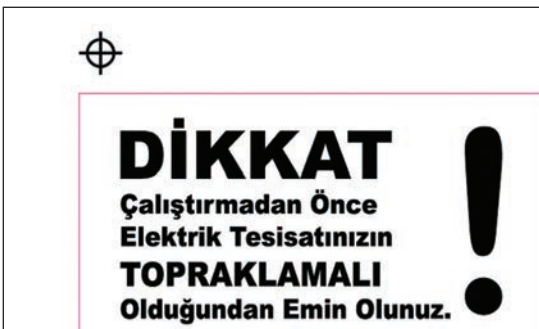 DİKKAT
Çalıştırmadan Önce
Elektrik Tesisatınızın
TOPRAKLAMALI
Olduğundan Emin Olunuz.
!